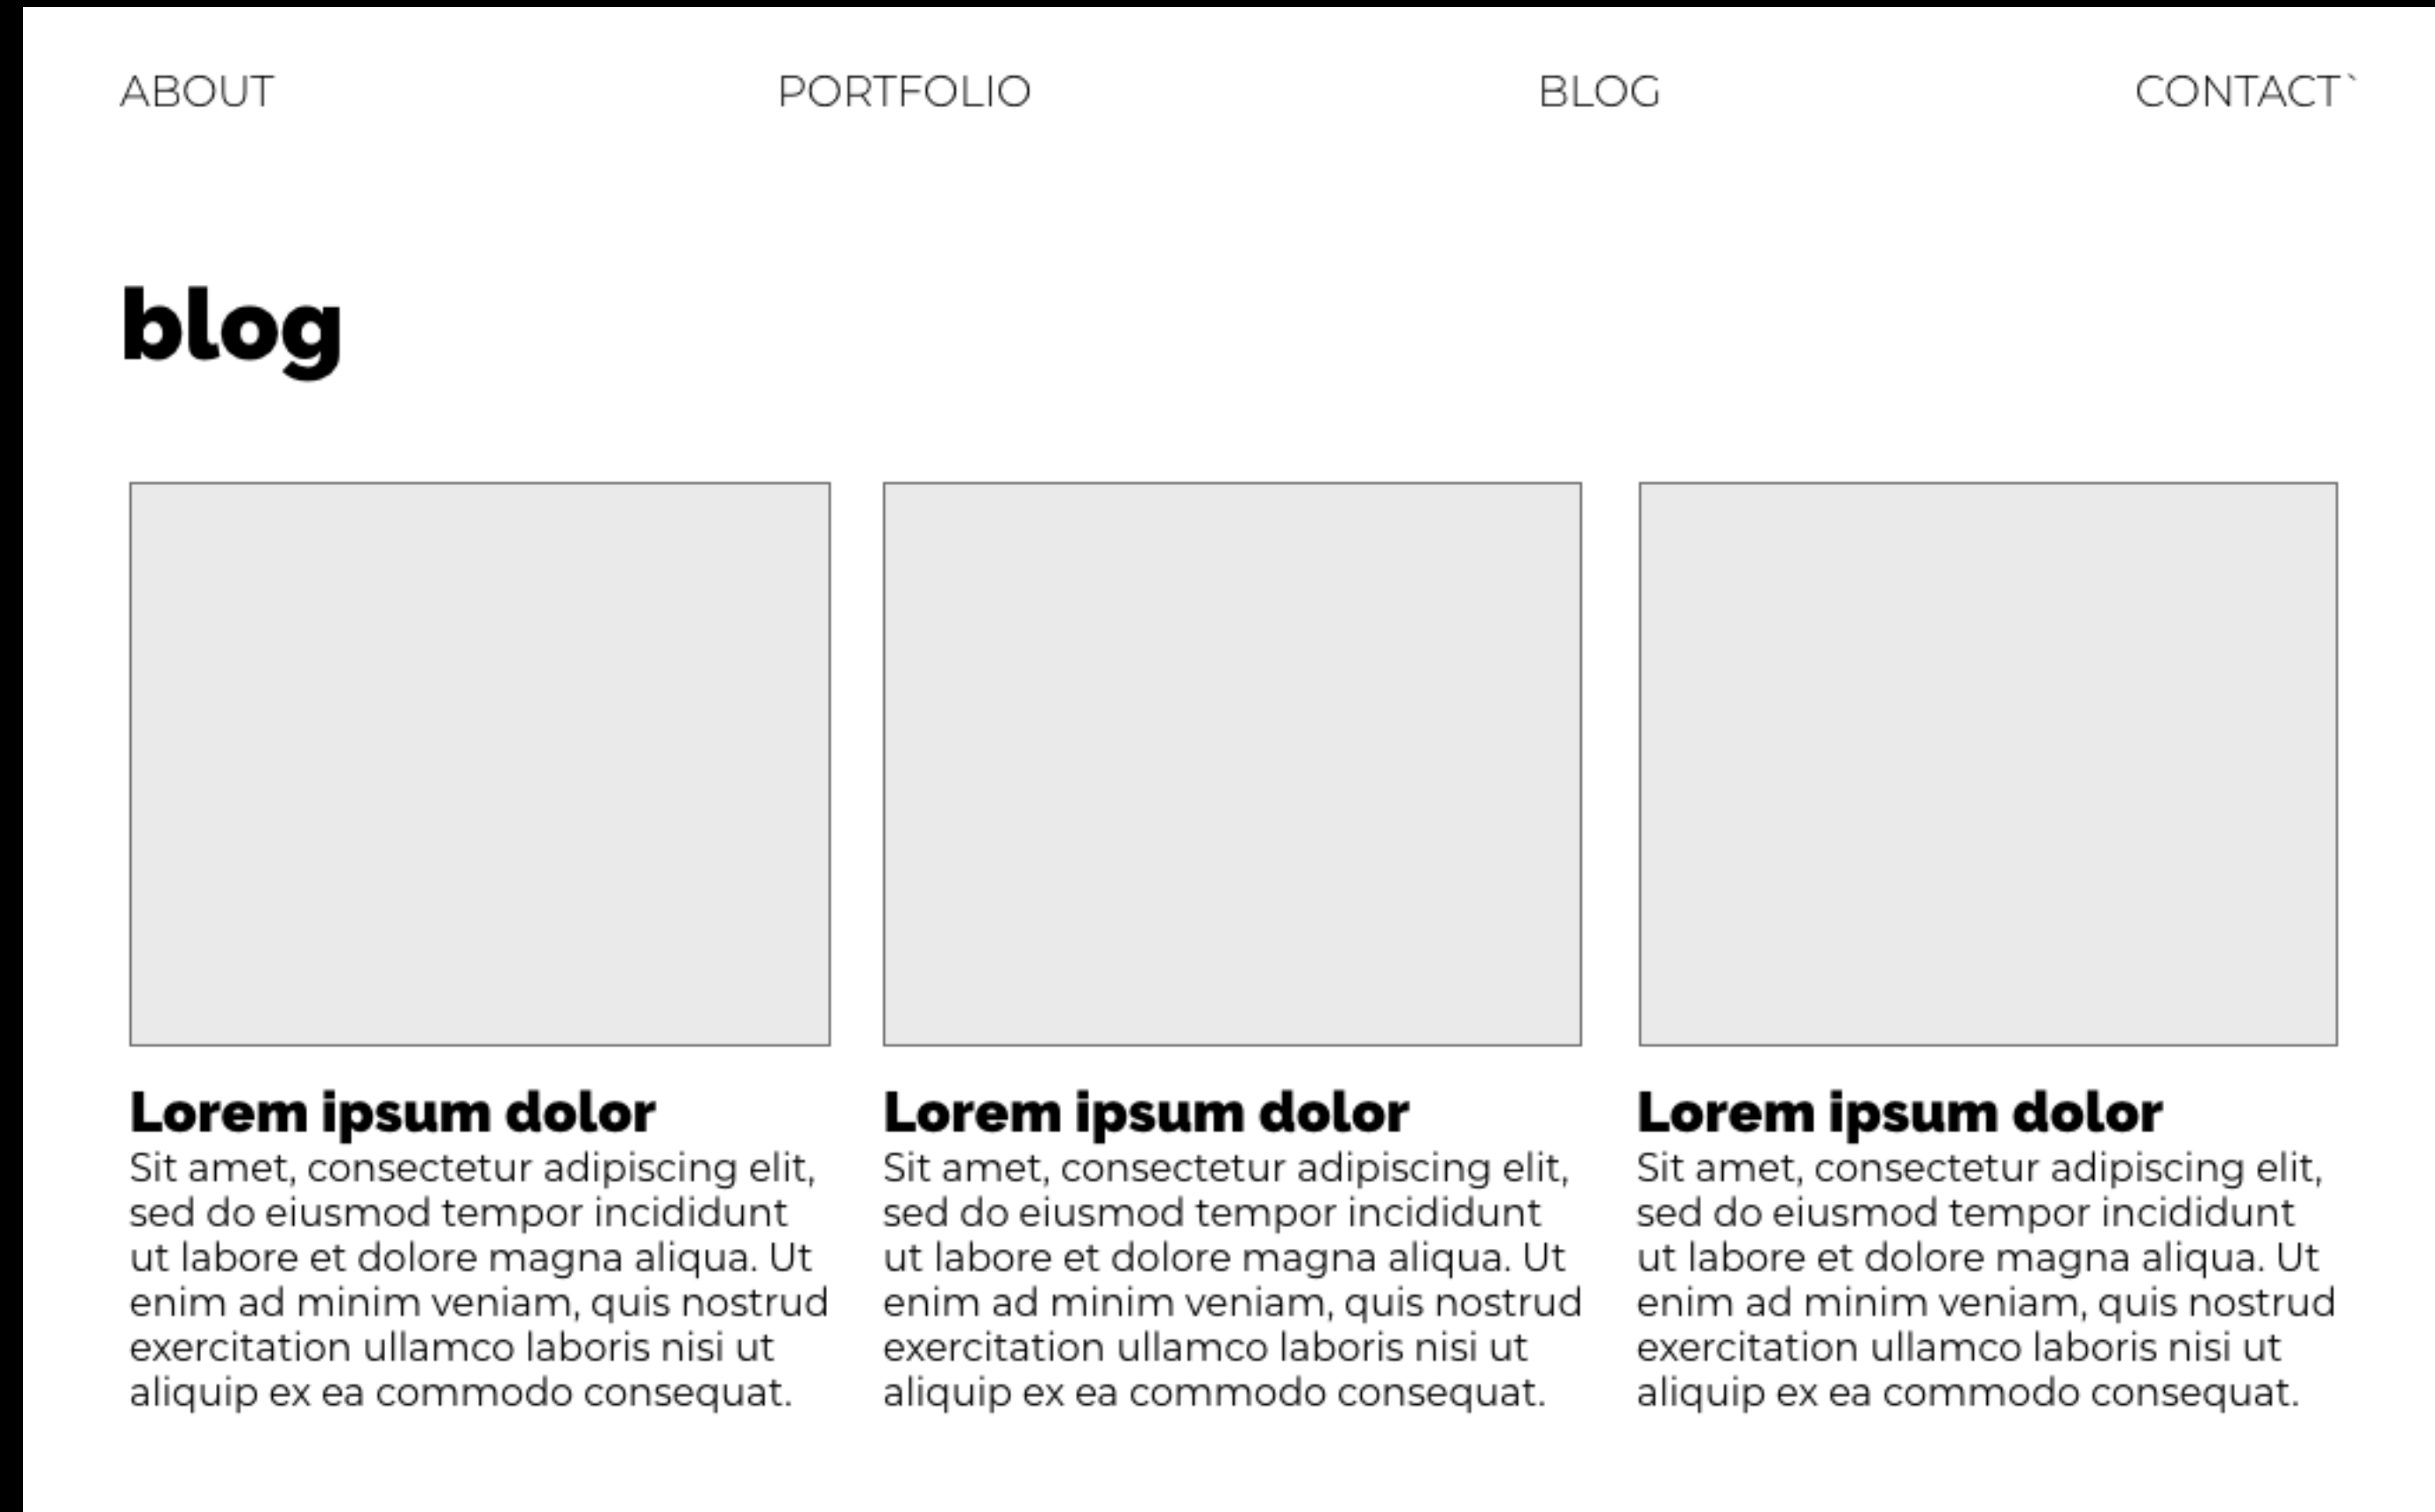 ABOUT PORTFOLIO BLOG CONTACT`
blog
Lorem ipsum dolor
Sit amet, consectetur adipiscing elit,
sed do eiusmod tempor incididunt
ut labore et dolore magna aliqua. Ut
enim ad minim veniam, quis nostrud
exercitation ullamco laboris nisi ut
aliquip ex ea commodo consequat.
Lorem ipsum dolor
Sit amet, consectetur adipiscing elit,
sed do eiusmod tempor incididunt
ut labore et dolore magna aliqua. Ut
enim ad minim veniam, quis nostrud
exercitation ullamco laboris nisi ut
aliquip ex ea commodo consequat.
Lorem ipsum dolor
Sit amet, consectetur adipiscing elit,
sed do eiusmod tempor incididunt
ut labore et dolore magna aliqua. Ut
enim ad minim veniam, quis nostrud
exercitation ullamco laboris nisi ut
aliquip ex ea commodo consequat.